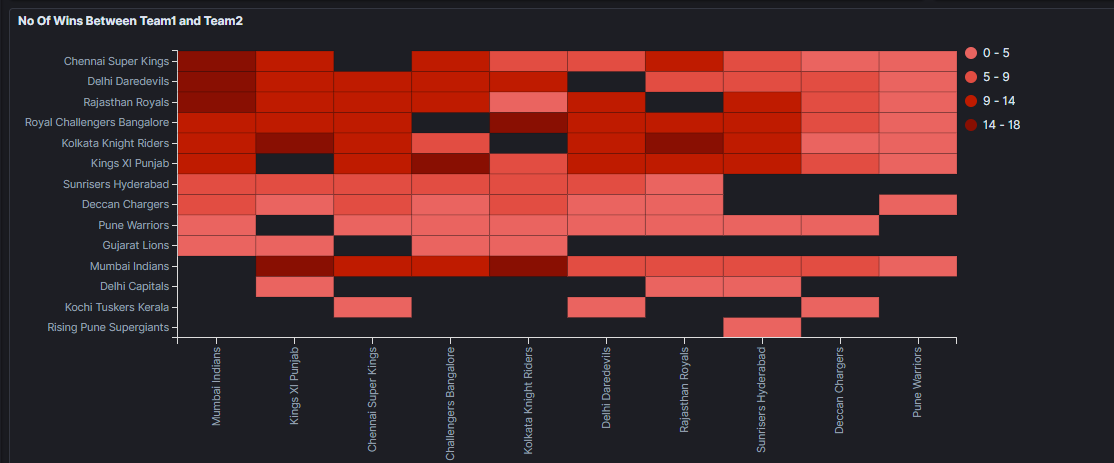 No Of Wins Between Team1 and Team2
Chennai Super Kings
Delhi Daredevils
Rajasthan Royals
Royal Challengers Bangalore
Kolkata Knight Riders
Kings XI Punjab
Sunrisers Hyderabad
Deccan Chargers
Pune Warriors
Gujarat Lions
Mumbai Indians
Delhi Capitals
Kochi Tuskers Kerala
Rising Pune Supergiants
0 - 5
5 - 9
9 - 14
14 - 18
Mumbai Indians
Kings XI Punjab
Chennai Super Kings
Challengers Bangalore
Kolkata Knight Riders
Delhi Daredevils
Rajasthan Royals
Sunrisers Hyderabad
Deccan Chargers
Pune Warriors